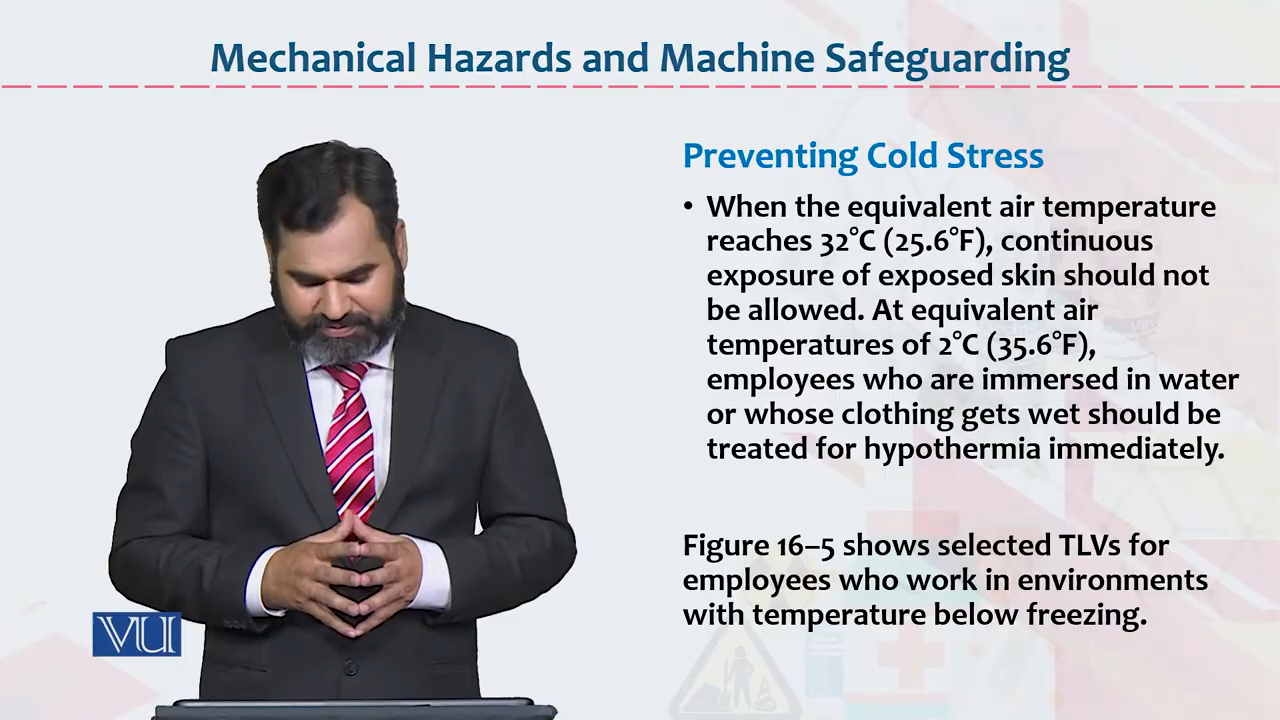 Mechanical Hazards and Machine Safeguarding
Preventing Cold Stress
• When the equivalent air temperature
reaches 32°C (25.6°F), continuous
exposure of exposed skin should not
be allowed. At equivalent air
temperatures of 2°C (35.6°F),
employees who are immersed in water
or whose clothing gets wet should be
treated for hypothermia immediately.
Figure 16–5 shows selected TLVs for
employees who work in environments
with temperature below freezing.
VU